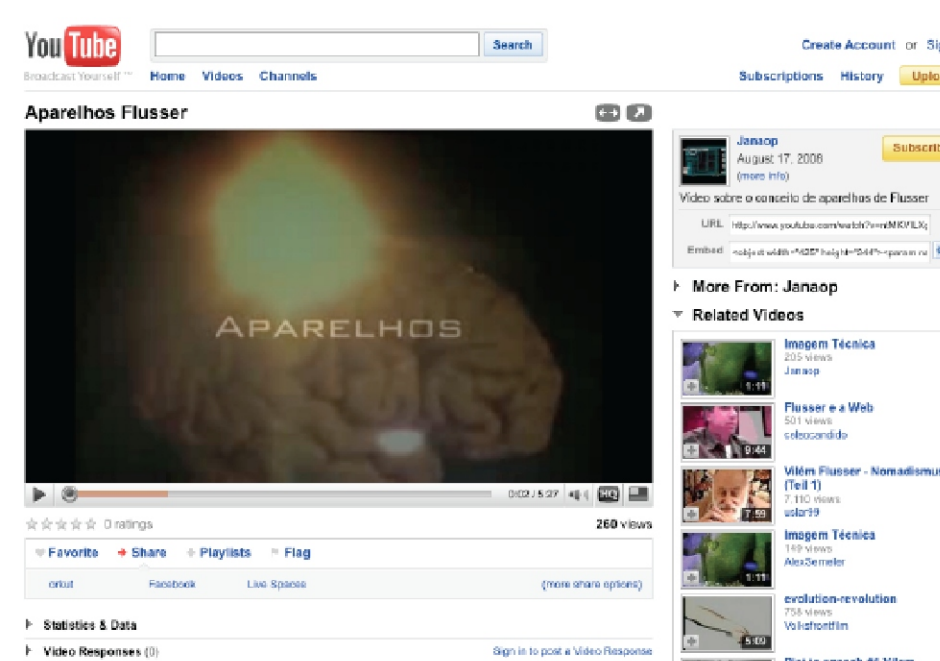 YouTube
Broadcast Yourself™
Search
Create Account or
Home Videos Channels
Subscriptions History
Aparelhos Flusser
APARELHOS
0:02 / 5:27
HQ
0 ratings
260 views
Favorite Share Playlists Flag
orkut Facebook Live Spaces (more share options)
Statistics & Data
Video Responses (0)
Sign in to post a Video Response
Janaop
August 17, 2008
(more info)
Vídeo sobre o conceito de aparelhos de Flusser
URL
Embed
More From: Janaop
Related Videos
Imagem Técnica
205 views
Janaop
1:11
Flusser e a Web
501 views
9:44
Vilém Flusser - Nomadismus
(Teil 1)
7,110 views
uslar99
7:59
Imagem Técnica
149 views
AlexSemeler
1:11
evolution-revolution
758 views
Volksfrontfilm
5:09